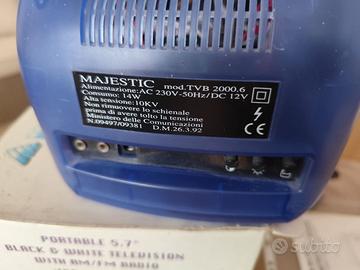 MAJESTIC mod.TVB 2000.6
Alimentazione:AC 230V-50Hz/DC 12V
Consumo: 14W
Alta tensione:10KV
Non rimuovere lo schienale
prima di avere tolto la tensione
Ministero delle Comunicazioni
N.09497/09381 D.M.26.3.92
CE
PORTABLE 5.7"
BLACK & WHITE TELEVISION
WITH AM/FM RADIO
subito